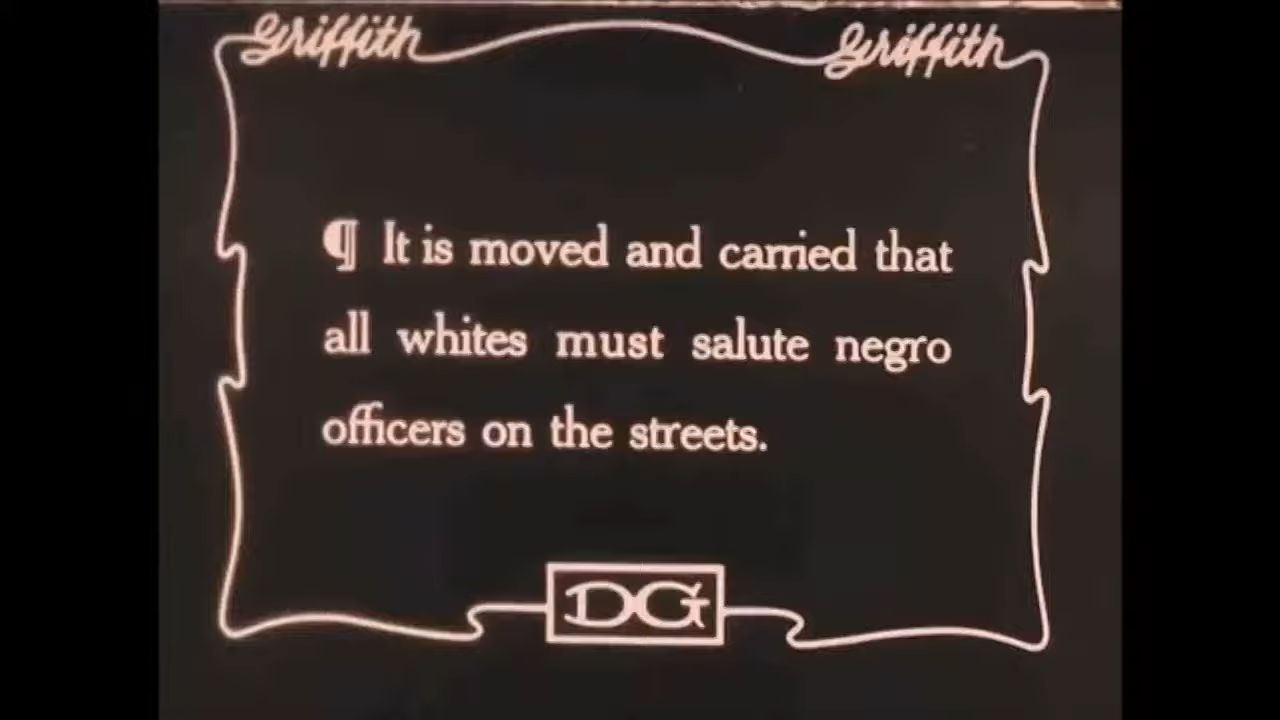 Griffith Griffith
¶ It is moved and carried that
all whites must salute negro
officers on the streets.
DG